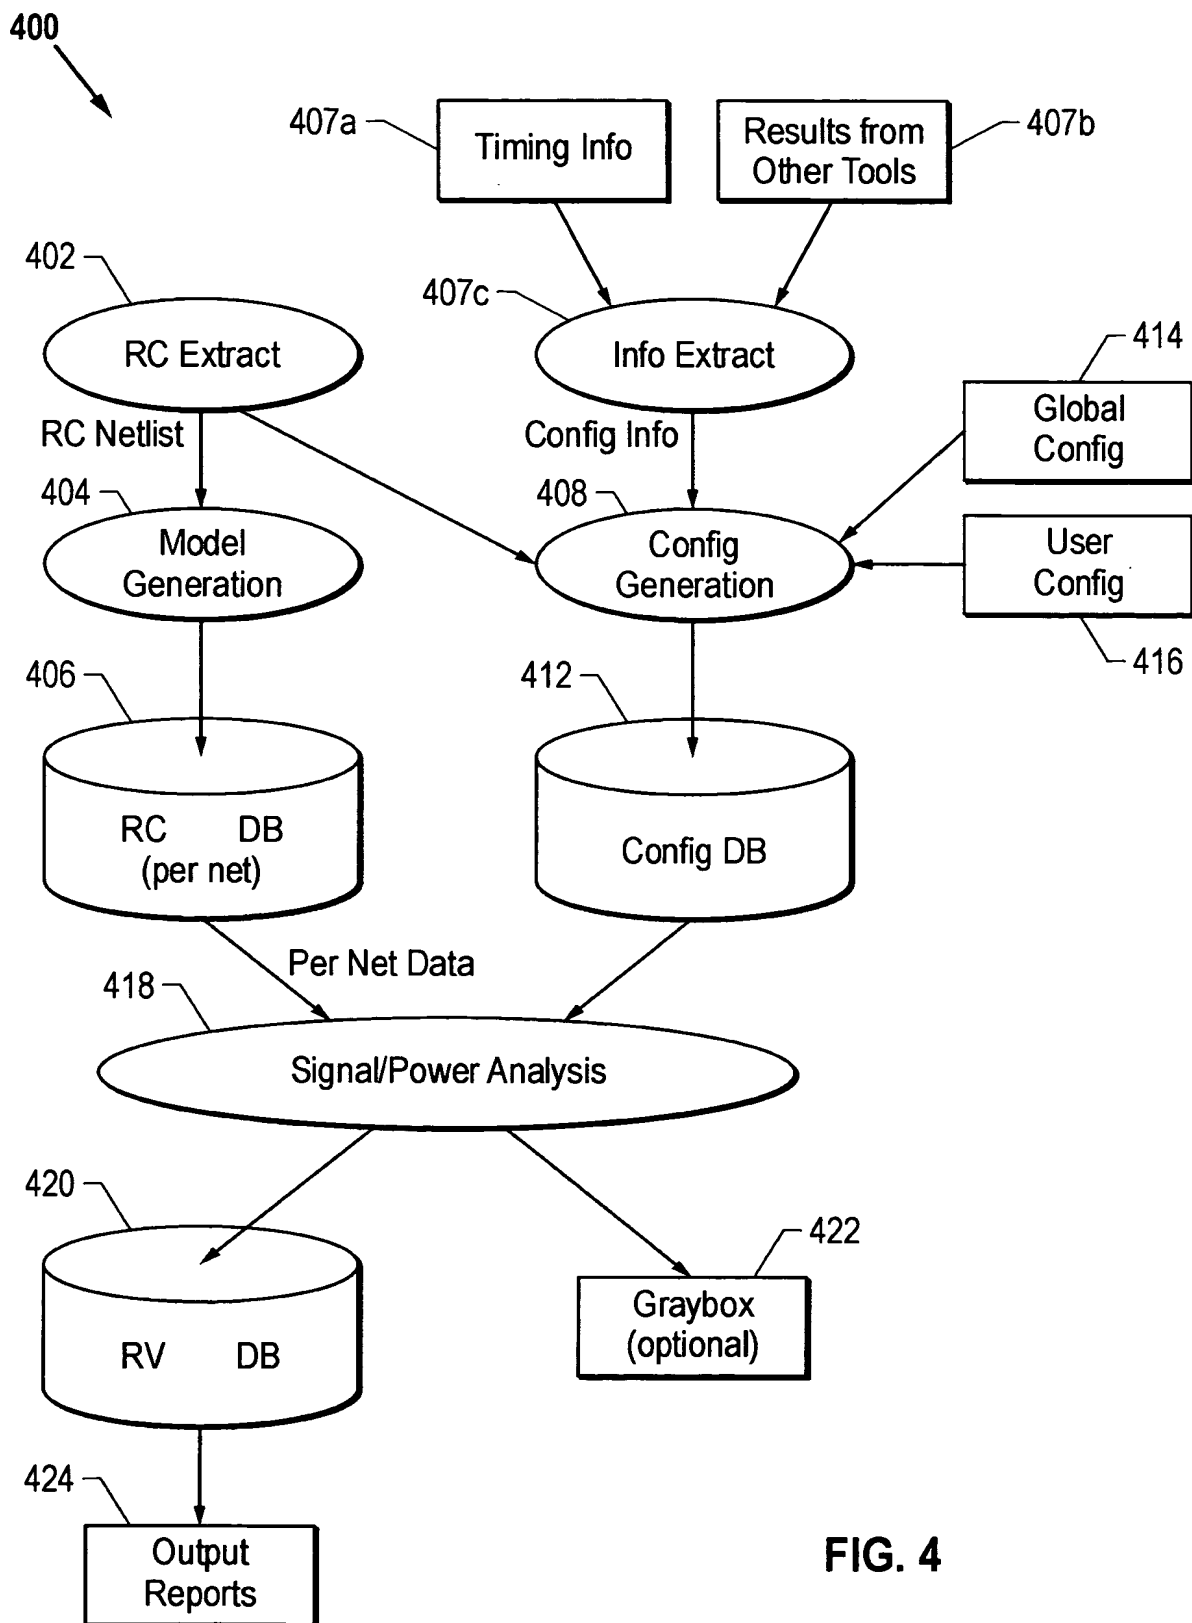 400
407a
Timing Info
Results from
Other Tools
407b
402
RC Extract
407c
Info Extract
414
Global
Config
RC Netlist
Config Info
404
Model
Generation
408
Config
Generation
User
Config
416
406
RC DB
(per net)
412
Config DB
Per Net Data
418
Signal/Power Analysis
420
RV DB
422
Graybox
(optional)
424
Output
Reports
FIG. 4